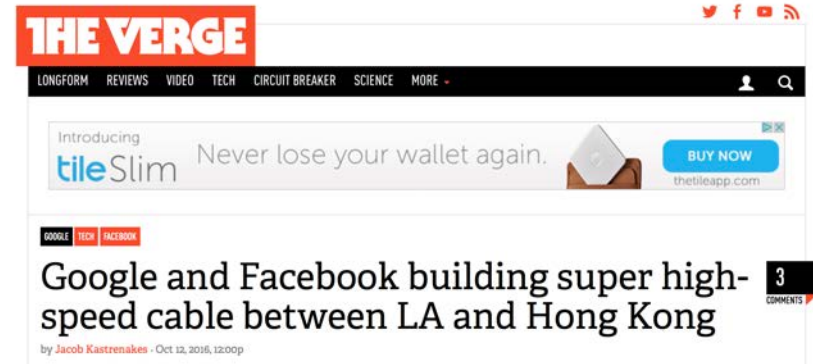 THE VERGE
LONGFORM REVIEWS VIDEO TECH CIRCUIT BREAKER SCIENCE MORE
Introducing
tileSlim
Never lose your wallet again.
BUY NOW
thetileapp.com
GOOGLE TECH FACEBOOK
Google and Facebook building super high-
speed cable between LA and Hong Kong
3
COMMENTS
by Jacob Kastrenakes - Oct 12, 2016, 12:00p